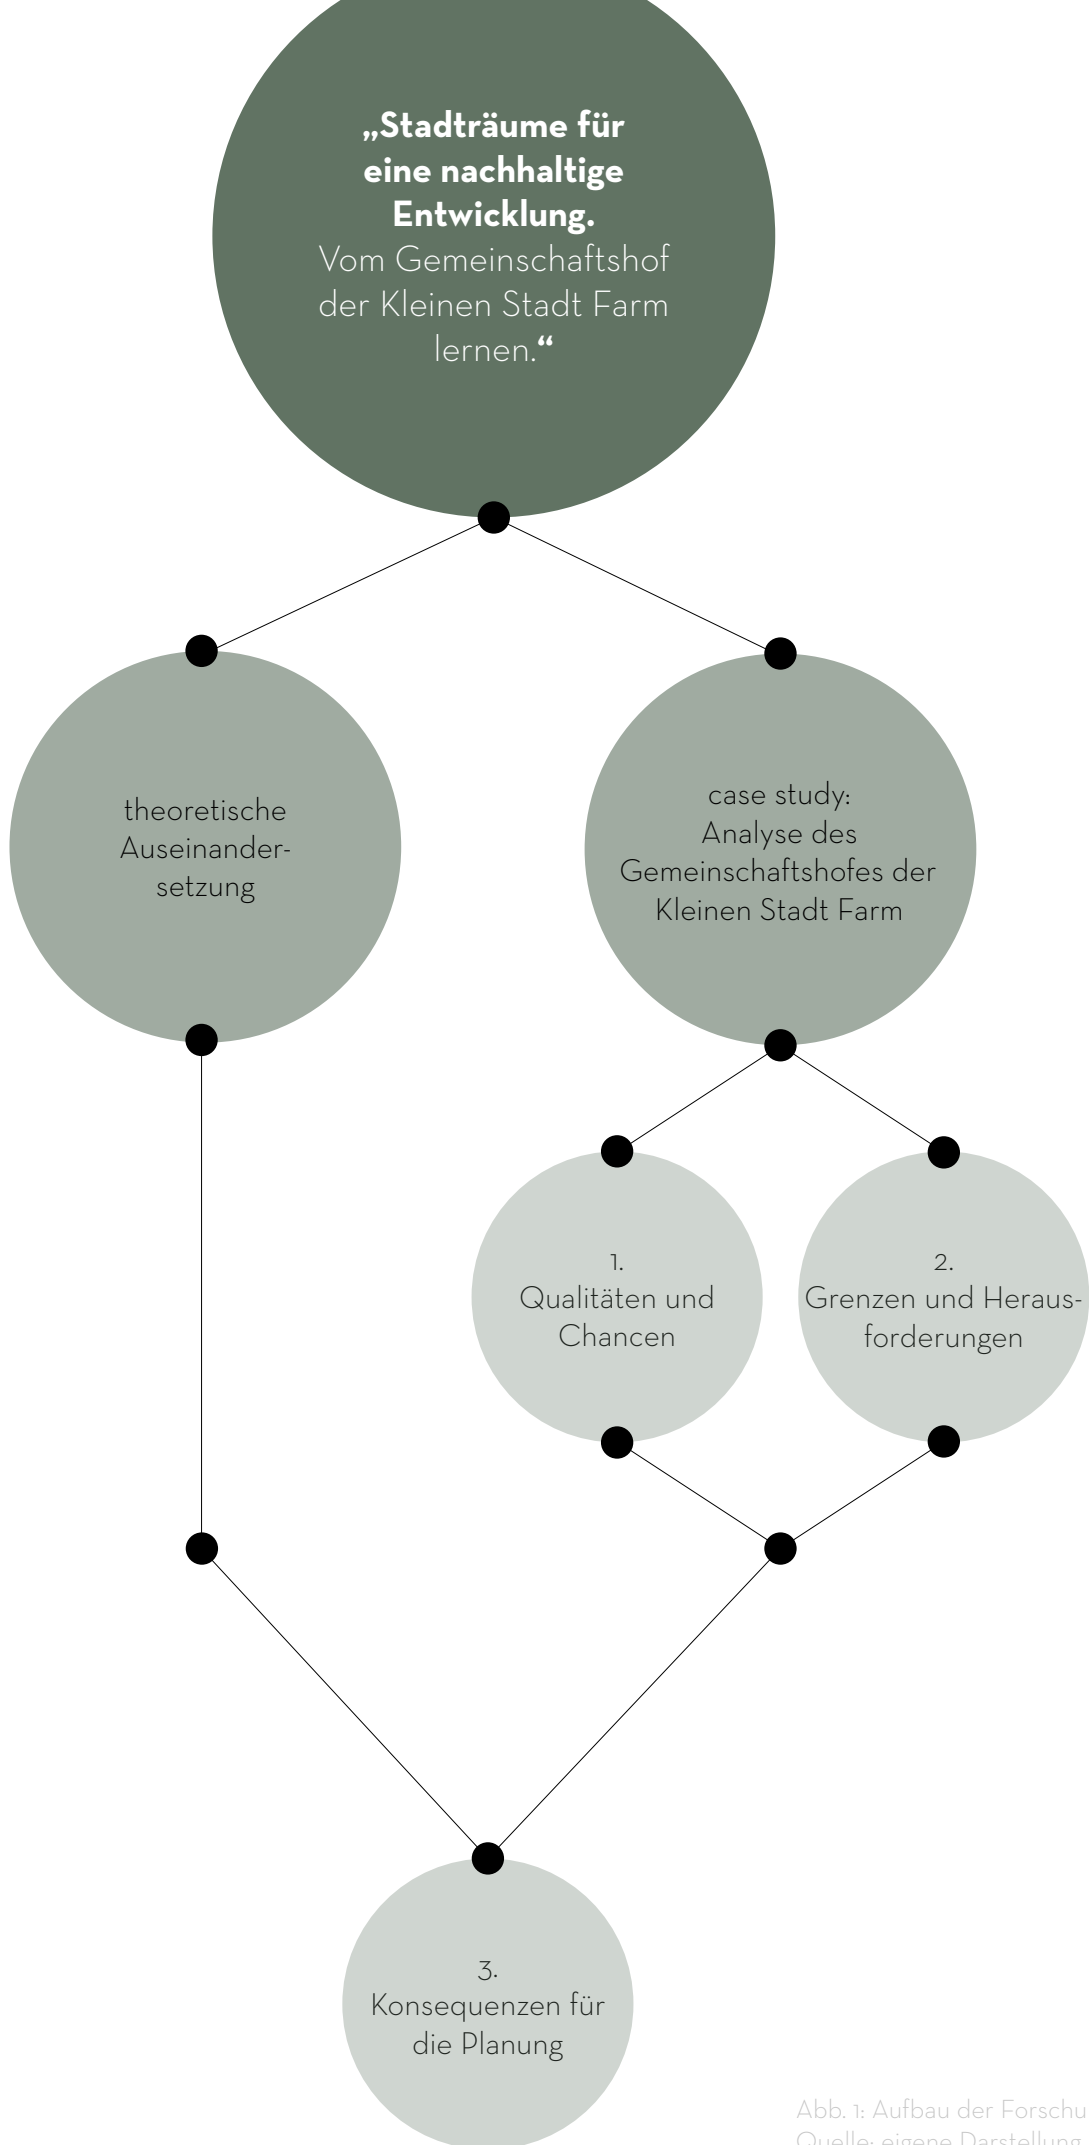 „Stadträume für
eine nachhaltige
Entwicklung.
Vom Gemeinschaftshof
der Kleinen Stadt Farm
lernen.“
theoretische
Auseinander-
setzung
case study:
Analyse des
Gemeinschaftshofes der
Kleinen Stadt Farm
1.
Qualitäten und
Chancen
2.
Grenzen und Heraus-
forderungen
3.
Konsequenzen für
die Planung
Abb. 1: Aufbau der Forschu
Quelle: eigene Darstellung